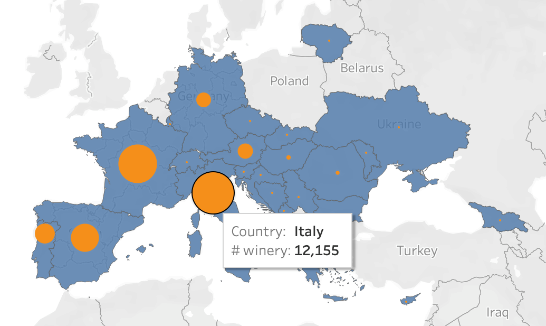 Poland
Belarus
Germany
Ukraine
Country: Italy
# winery: 12,155
Turkey
Iraq